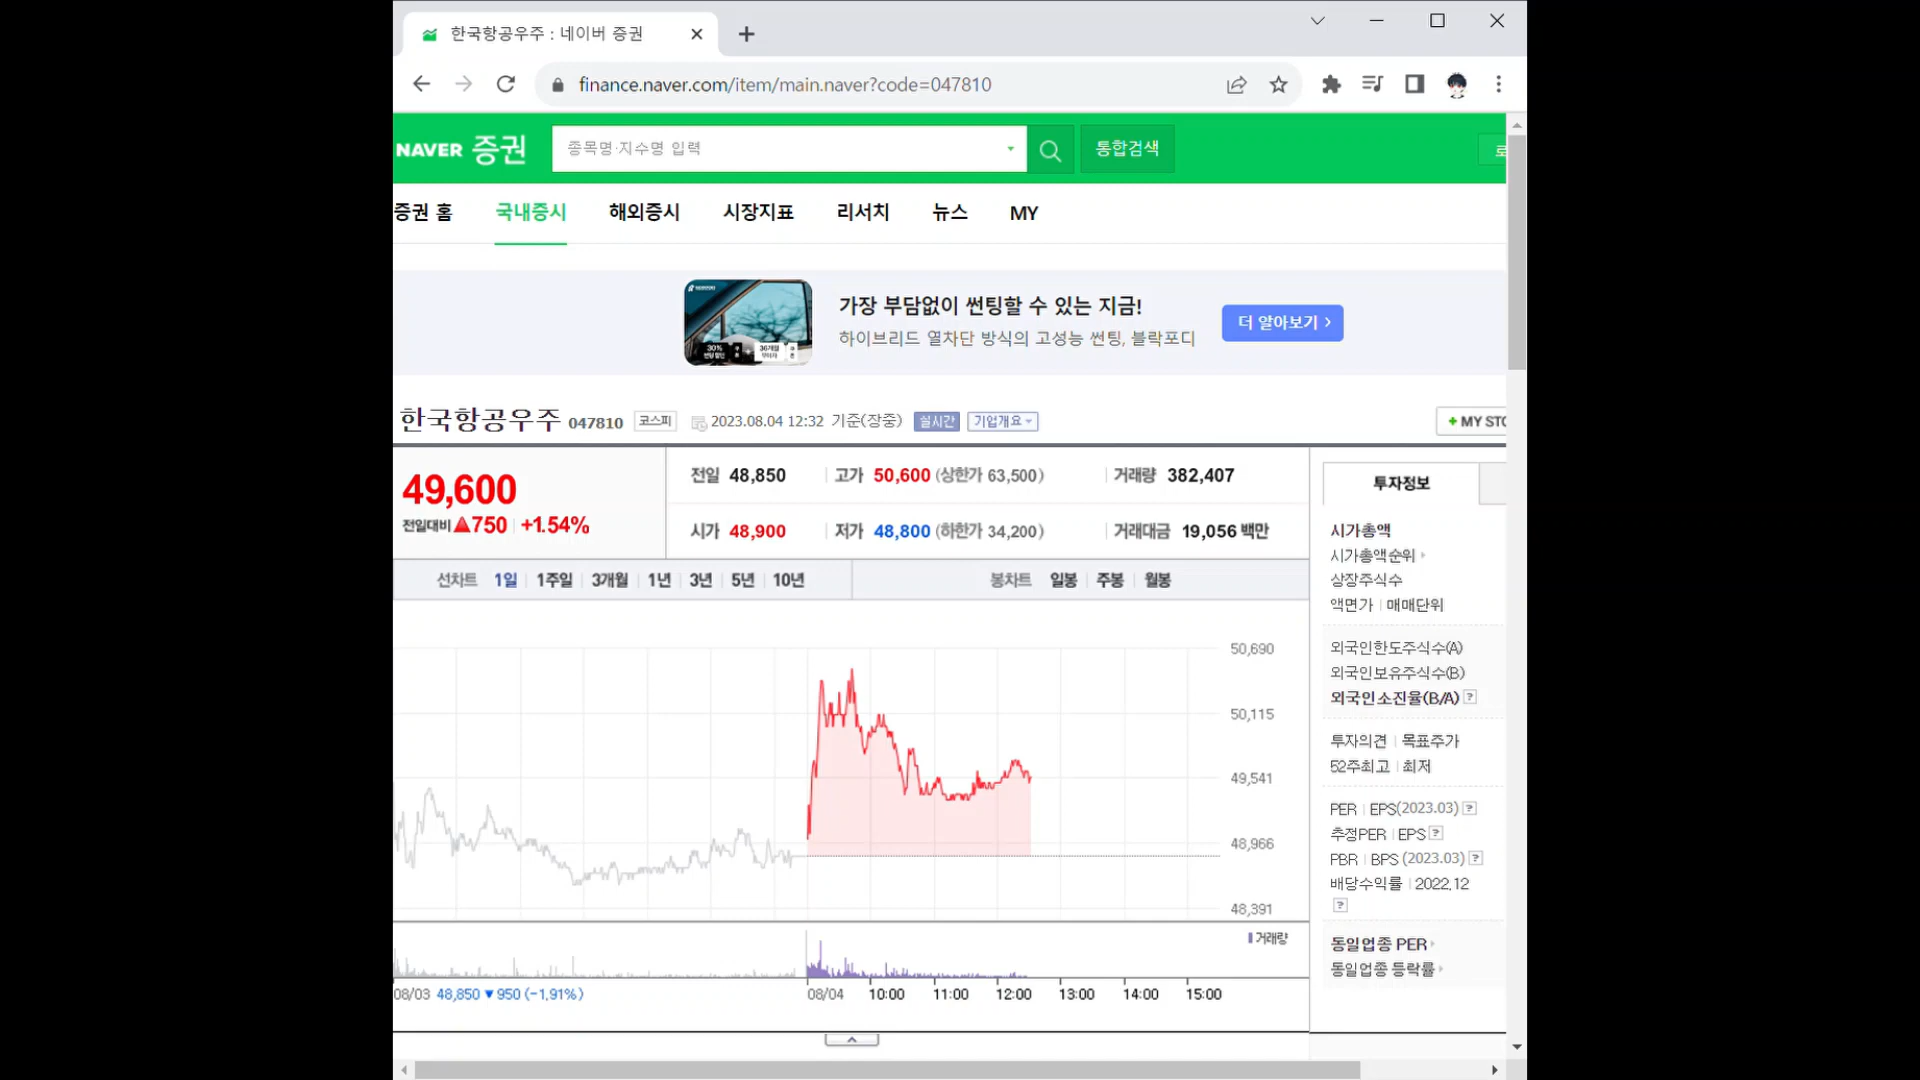 한국항공우주 : 네이버 증권
finance.naver.com/item/main.naver?code=047810
NAVER 증권
종목명·지수명 입력
통합검색
증권 홈 국내증시 해외증시 시장지표 리서치 뉴스 MY
가장 부담없이 썬팅할 수 있는 지금!
하이브리드 열차단 방식의 고성능 썬팅, 블락포디
더 알아보기 >
30%
36개월
한국항공우주 047810 코스피 2023.08.04 12:32 기준(장중) 실시간 기업개요
+ MY STO
49,600
전일대비 ▲750 +1.54%
전일 48,850 고가 50,600 (상한가 63,500) 거래량 382,407
시가 48,900 저가 48,800 (하한가 34,200) 거래대금 19,056 백만
선차트 1일 1주일 3개월 1년 3년 5년 10년
봉차트 일봉 주봉 월봉
50,690
50,115
49,541
48,966
48,391
거래량
08/03 48,850 ▼950 (-1.91%)
08/04 10:00 11:00 12:00 13:00 14:00 15:00
투자정보
시가총액
시가총액순위
상장주식수
액면가 | 매매단위
외국인한도주식수(A)
외국인보유주식수(B)
외국인소진율(B/A) ?
투자의견 | 목표주가
52주최고 | 최저
PER | EPS(2023.03) ?
추정PER | EPS ?
PBR | BPS (2023.03) ?
배당수익률 | 2022.12
?
동일업종 PER
동일업종 등락률